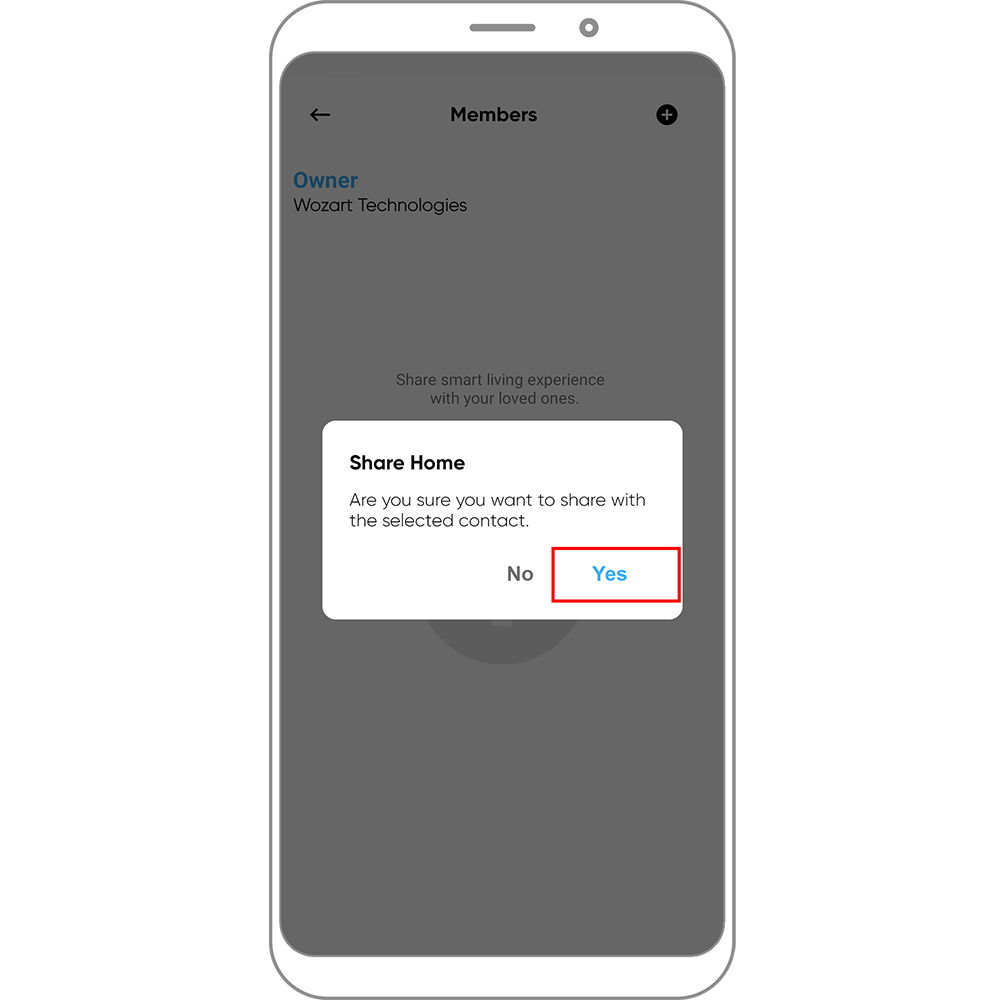 Members
Owner
Wozart Technologies
Share smart living experience
with your loved ones.
Share Home
Are you sure you want to share with
the selected contact.
No Yes